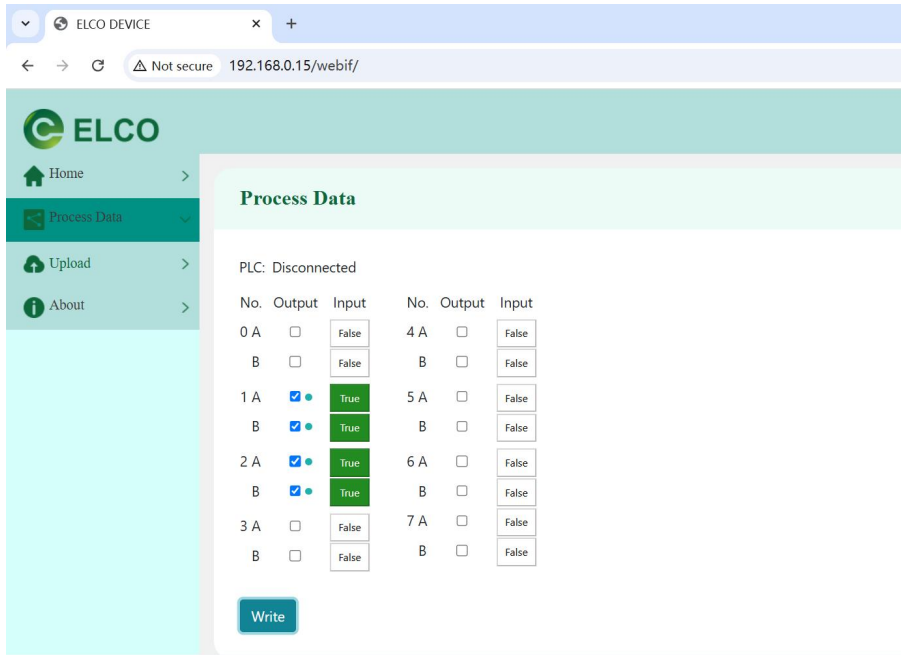 ELCO DEVICE
Not secure 192.168.0.15/webif/
ELCO
Home
Process Data
Upload
About
Process Data
PLC: Disconnected
No. Output Input No. Output Input
0 A False 4 A False
B False B False
1 A True 5 A False
B True B False
2 A True 6 A False
B True B False
3 A False 7 A False
B False B False
Write